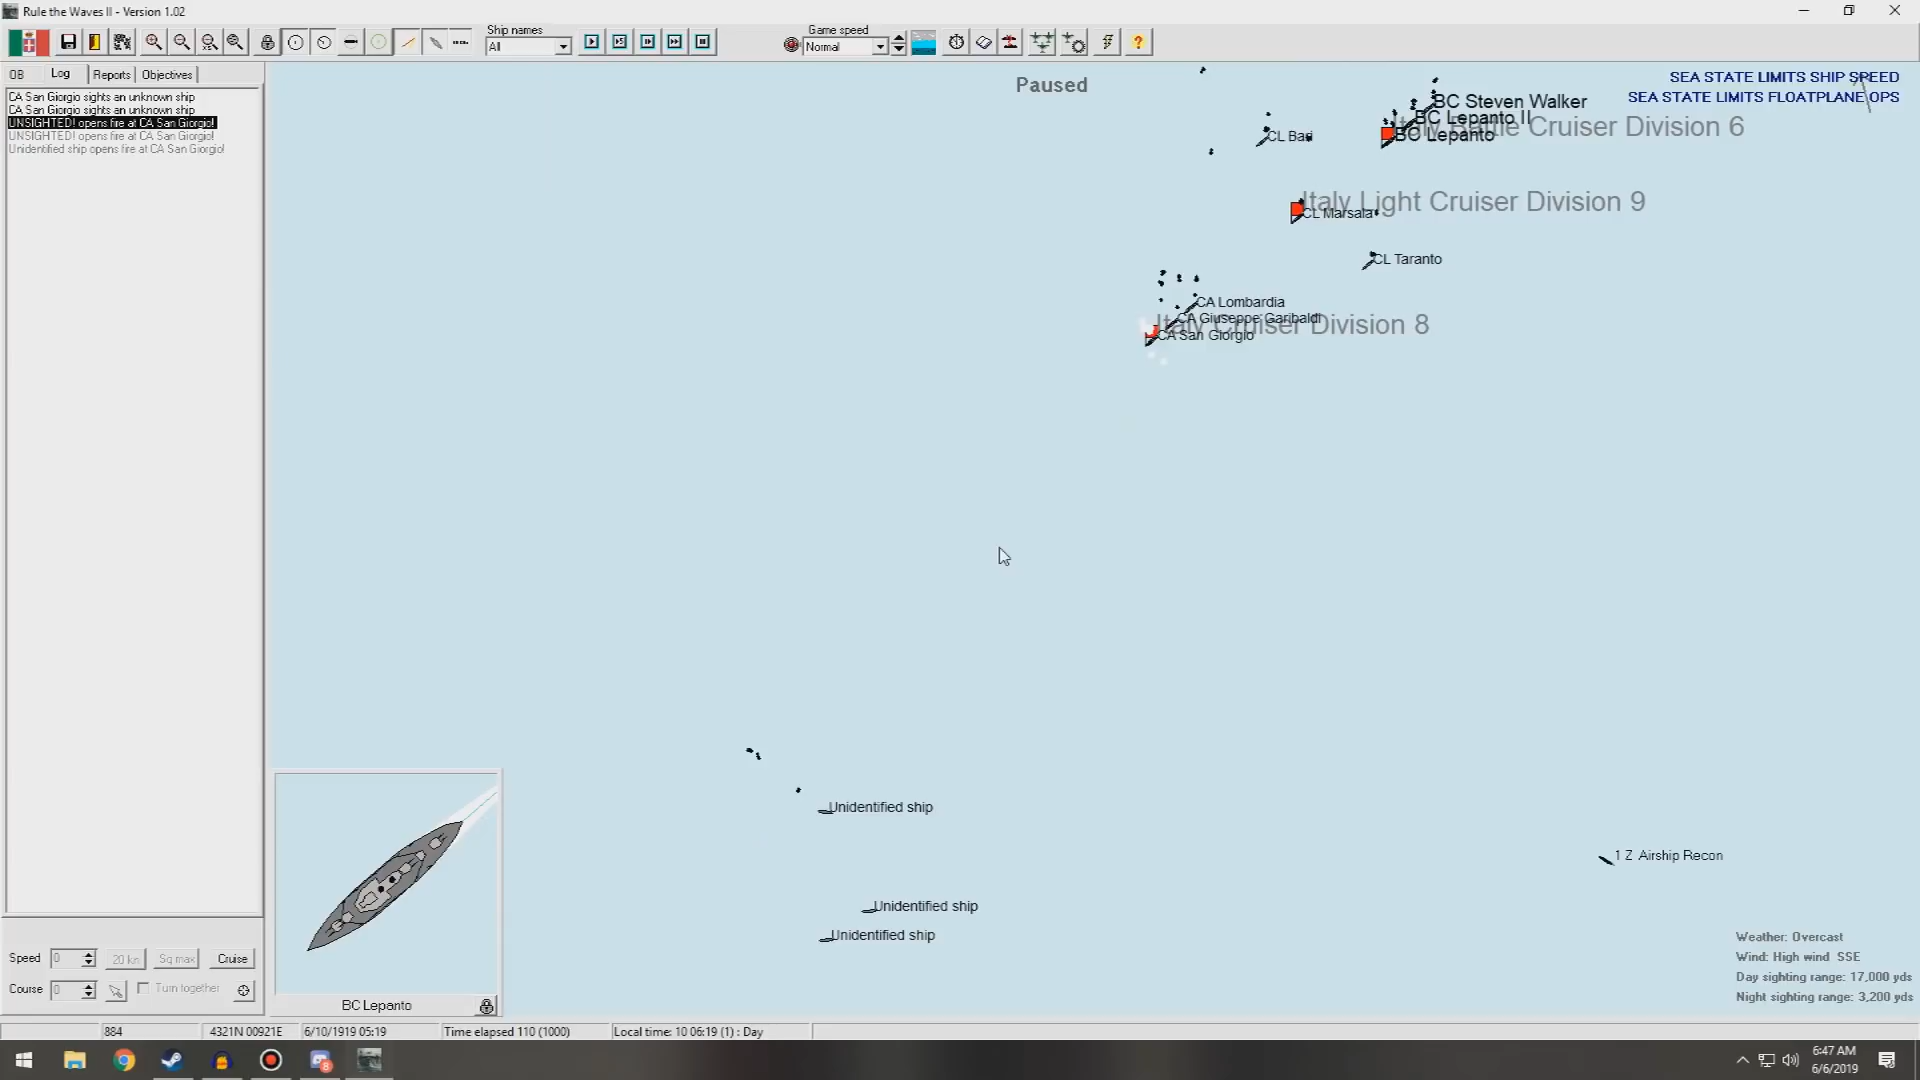 Rule the Waves II - Version 1.02
Ship names
All
Game speed
Normal
OB Log Reports Objectives
CA San Giorgio sights an unknown ship
CA San Giorgio sights an unknown ship
UNSIGHTED! opens fire at CA San Giorgio!
UNSIGHTED! opens fire at CA San Giorgio!
Unidentified ship opens fire at CA San Giorgio!
Paused
SEA STATE LIMITS SHIP SPEED
SEA STATE LIMITS FLOATPLANE OPS
BC Steven Walker
BC Lepanto II
Italy Battle Cruiser Division 6
BC Lepanto
CL Bari
Italy Light Cruiser Division 9
CL Marsala
CL Taranto
CA Lombardia
CA Giuseppe Garibaldi
Italy Cruiser Division 8
CA San Giorgio
Unidentified ship
Unidentified ship
Unidentified ship
1 Z Airship Recon
Weather: Overcast
Wind: High wind SSE
Day sighting range: 17,000 yds
Night sighting range: 3,200 yds
Speed 0 20 kn Sq max Cruise
Course 0 Turn together
BC Lepanto
884 4321N 00921E 6/10/1919 05:19 Time elapsed 110 (1000) Local time: 10 06:19 (1) : Day
8
6:47 AM
6/6/2019